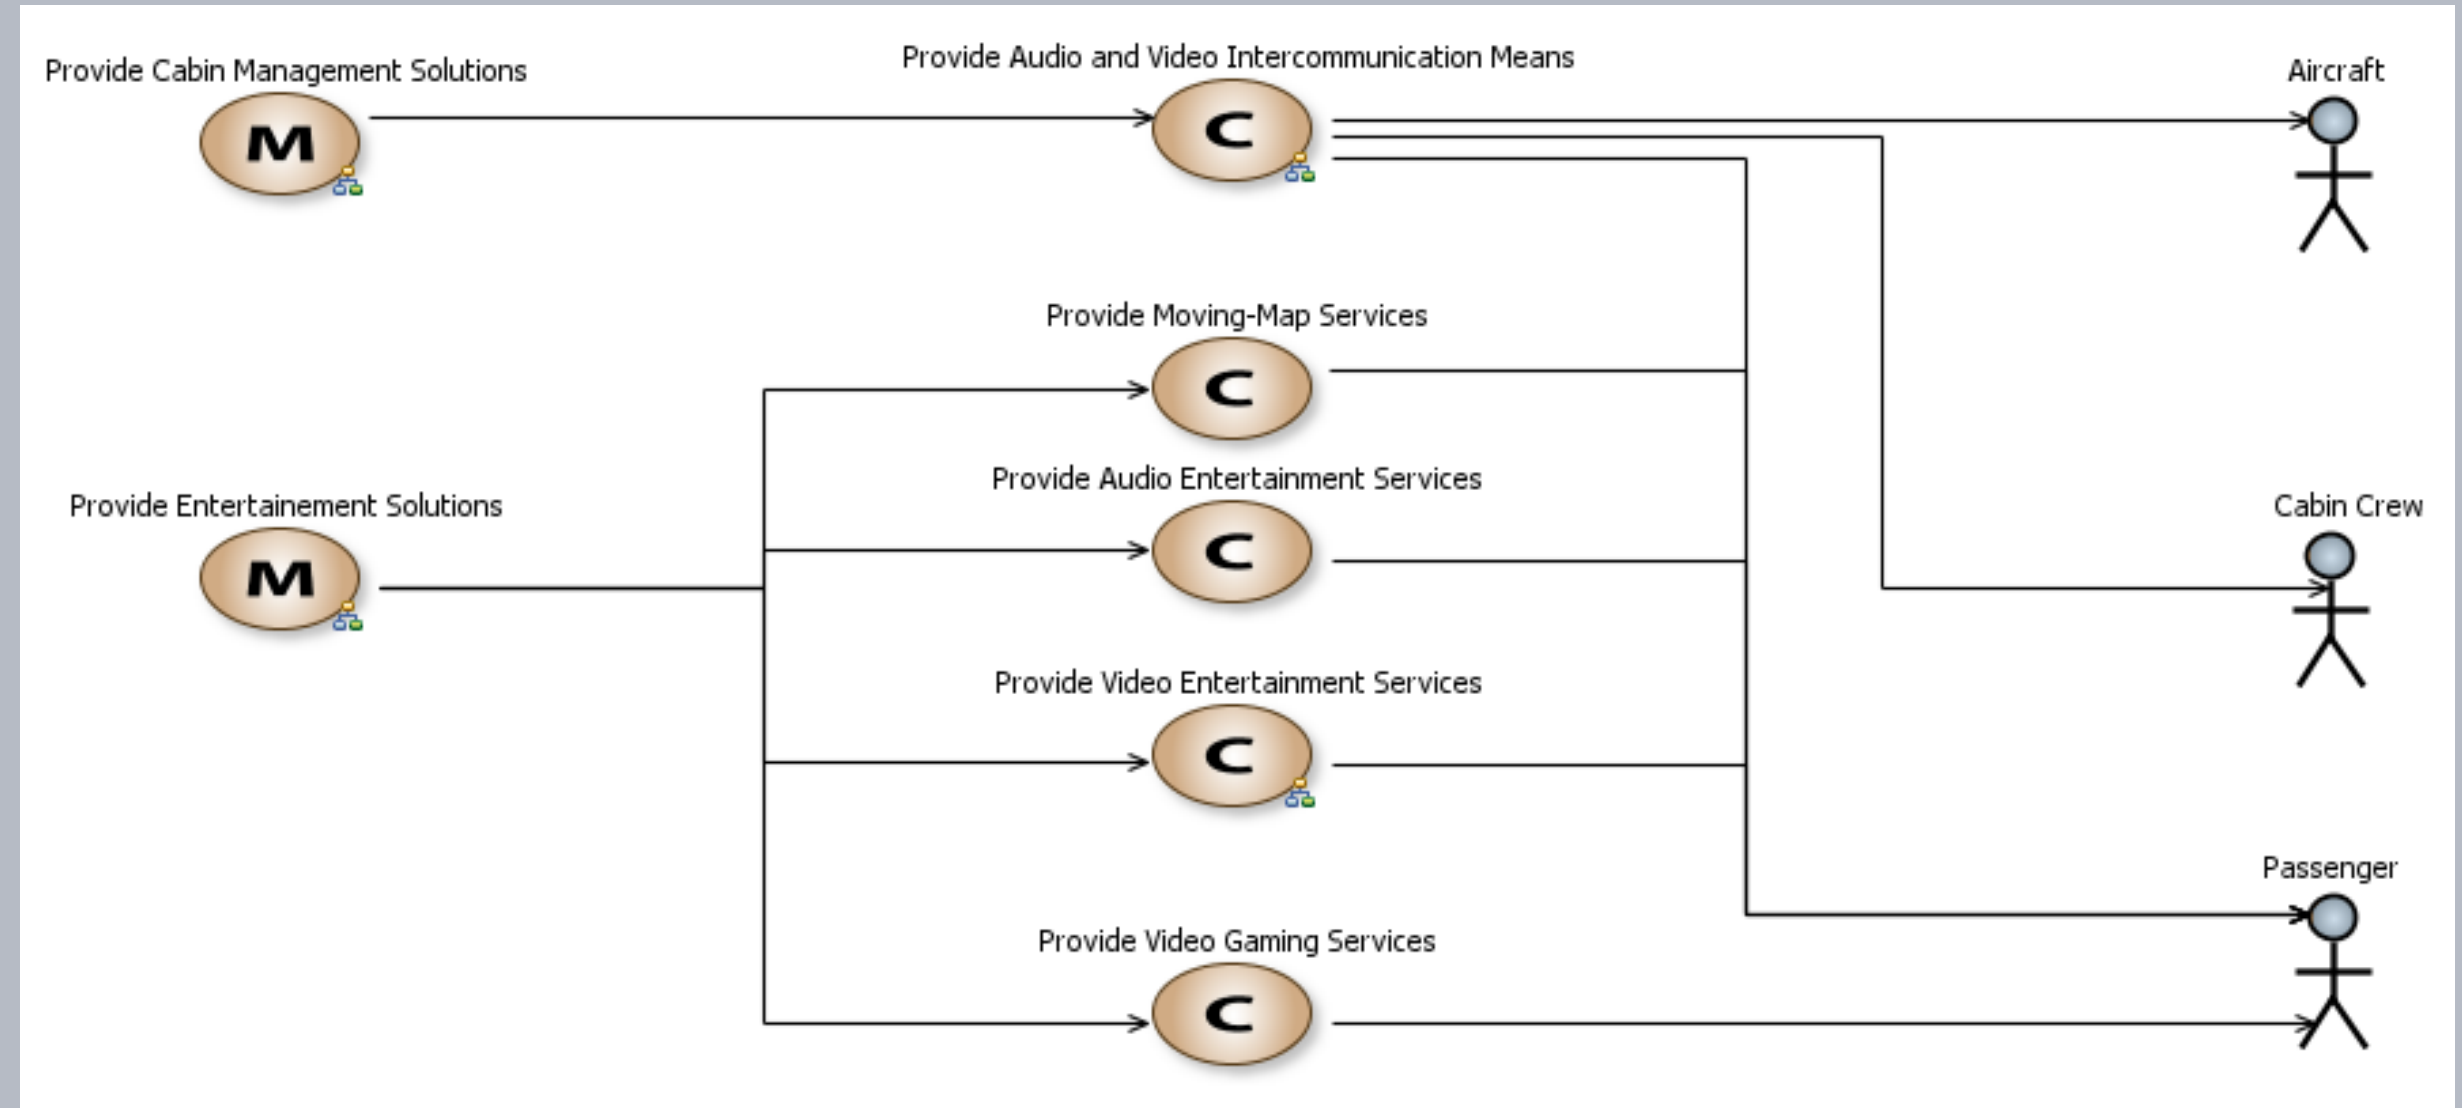 Provide Cabin Management Solutions
Provide Audio and Video Intercommunication Means
Aircraft
M
C
Provide Moving-Map Services
C
Provide Audio Entertainment Services
Provide Entertainement Solutions
Cabin Crew
M
C
Provide Video Entertainment Services
C
Passenger
Provide Video Gaming Services
C